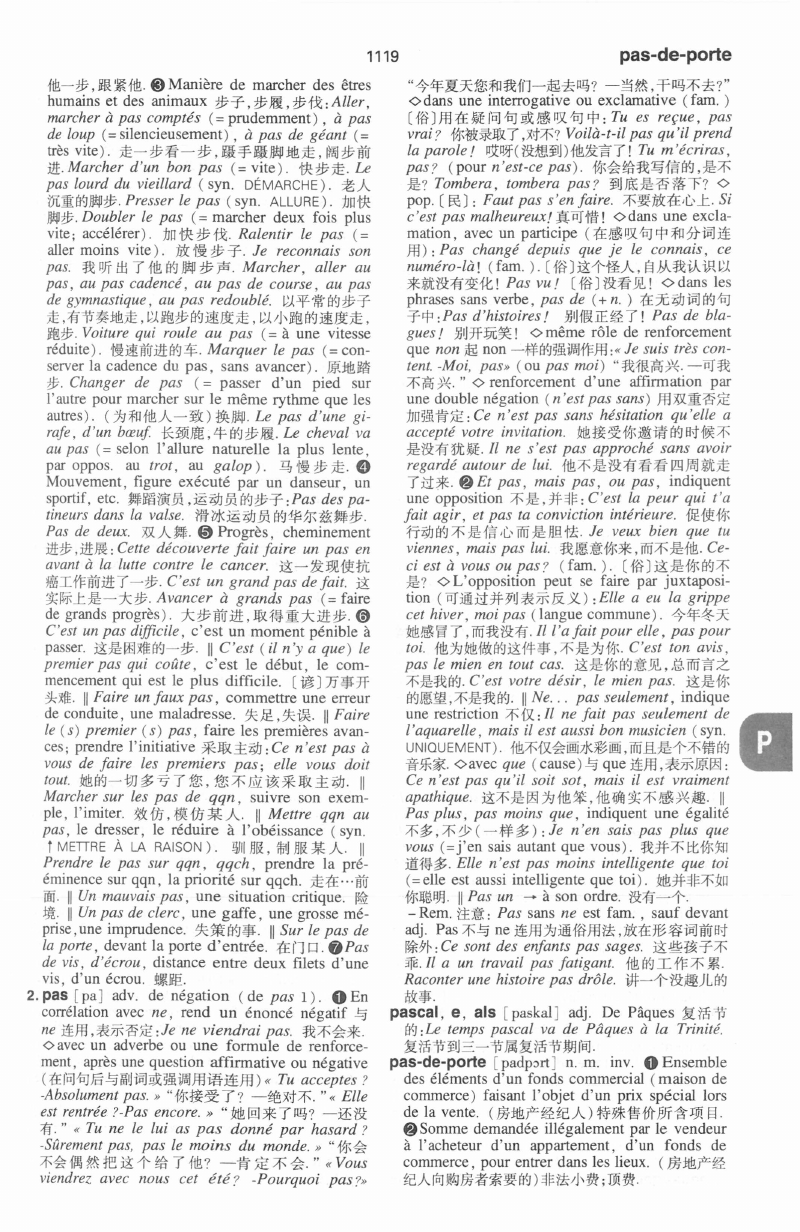 1119
pas-de-porte
他一步,跟紧他. ❸ Manière de marcher des êtres
humains et des animaux 步子,步履,步伐:Aller,
marcher à pas comptés (= prudemment), à pas
de loup (= silencieusement), à pas de géant (=
très vite). 走一步看一步,蹑手蹑脚地走,阔步前
进. Marcher d'un bon pas (= vite). 快步走. Le
pas lourd du vieillard (syn. DÉMARCHE). 老人
沉重的脚步. Presser le pas (syn. ALLURE). 加快
脚步. Doubler le pas (= marcher deux fois plus
vite; accélérer). 加快步伐. Ralentir le pas (=
aller moins vite). 放慢步子. Je reconnais son
pas. 我听出了他的脚步声. Marcher, aller au
pas, au pas cadencé, au pas de course, au pas
de gymnastique, au pas redoublé. 以平常的步子
走,有节奏地走,以跑步的速度走,以小跑的速度走,
跑步. Voiture qui roule au pas (= à une vitesse
réduite). 慢速前进的车. Marquer le pas (= con-
server la cadence du pas, sans avancer). 原地踏
步. Changer de pas (= passer d'un pied sur
l'autre pour marcher sur le même rythme que les
autres). (为和他人一致)换脚. Le pas d'une gi-
rafe, d'un bœuf. 长颈鹿,牛的步履. Le cheval va
au pas (= selon l'allure naturelle la plus lente,
par oppos. au trot, au galop). 马慢步走. ❹
Mouvement, figure exécuté par un danseur, un
sportif, etc. 舞蹈演员,运动员的步子:Pas des pa-
tineurs dans la valse. 滑冰运动员的华尔兹舞步.
Pas de deux. 双人舞. ❺ Progrès, cheminement
进步,进展:Cette découverte fait faire un pas en
avant à la lutte contre le cancer. 这一发现使抗
癌工作前进了一步. C'est un grand pas de fait. 这
实际上是一大步. Avancer à grands pas (= faire
de grands progrès). 大步前进,取得重大进步. ❻
C'est un pas difficile, c'est un moment pénible à
passer. 这是困难的一步. ‖ C'est (il n'y a que) le
premier pas qui coûte, c'est le début, le com-
mencement qui est le plus difficile. 〔谚〕万事开
头难. ‖ Faire un faux pas, commettre une erreur
de conduite, une maladresse. 失足,失误. ‖ Faire
le (s) premier (s) pas, faire les premières avan-
ces; prendre l'initiative 采取主动:Ce n'est pas à
vous de faire les premiers pas; elle vous doit
tout. 她的一切多亏了您,您不应该采取主动. ‖
Marcher sur les pas de qqn, suivre son exem-
ple, l'imiter. 效仿,模仿某人. ‖ Mettre qqn au
pas, le dresser, le réduire à l'obéissance (syn.
↑ METTRE À LA RAISON). 驯服,制服某人. ‖
Prendre le pas sur qqn, qqch, prendre la pré-
éminence sur qqn, la priorité sur qqch. 走在…前
面. ‖ Un mauvais pas, une situation critique. 险
境. ‖ Un pas de clerc, une gaffe, une grosse mé-
prise, une imprudence. 失策的事. ‖ Sur le pas de
la porte, devant la porte d'entrée. 在门口. ❼ Pas
de vis, d'écrou, distance entre deux filets d'une
vis, d'un écrou. 螺距.
2. pas [pa] adv. de négation (de pas 1). ❶ En
corrélation avec ne, rend un énoncé négatif 与
ne 连用,表示否定:Je ne viendrai pas. 我不会来.
◇avec un adverbe ou une formule de renforce-
ment, après une question affirmative ou négative
(在问句后与副词或强调用语连用) « Tu acceptes ?
-Absolument pas. » “你接受了? —绝对不.” « Elle
est rentrée ?-Pas encore. » “她回来了吗? —还没
有.” « Tu ne le lui as pas donné par hasard ?
-Sûrement pas, pas le moins du monde. » “你会
不会偶然把这个给了他? —肯定不会.” « Vous
viendrez avec nous cet été? -Pourquoi pas?»
“今年夏天您和我们一起去吗? —当然,干吗不去?”
◇dans une interrogative ou exclamative (fam. )
〔俗〕用在疑问句或感叹句中: Tu es reçue, pas
vrai? 你被录取了,对不? Voilà-t-il pas qu'il prend
la parole! 哎呀(没想到)他发言了! Tu m'écriras,
pas? (pour n'est-ce pas). 你会给我写信的,是不
是? Tombera, tombera pas? 到底是否落下? ◇
pop. 〔民〕: Faut pas s'en faire. 不要放在心上. Si
c'est pas malheureux! 真可惜! ◇dans une excla-
mation, avec un participe (在感叹句中和分词连
用): Pas changé depuis que je le connais, ce
numéro-là! (fam. ). 〔俗〕这个怪人,自从我认识以
来就没有变化! Pas vu! 〔俗〕没看见! ◇dans les
phrases sans verbe, pas de (+ n. ) 在无动词的句
子中:Pas d'histoires! 别假正经了! Pas de bla-
gues! 别开玩笑! ◇même rôle de renforcement
que non 起 non 一样的强调作用:« Je suis très con-
tent. -Moi, pas» (ou pas moi) “我很高兴. —可我
不高兴.” ◇ renforcement d'une affirmation par
une double négation (n'est pas sans) 用双重否定
加强肯定:Ce n'est pas sans hésitation qu'elle a
accepté votre invitation. 她接受你邀请的时候不
是没有犹疑. Il ne s'est pas approché sans avoir
regardé autour de lui. 他不是没有看看四周就走
了过来. ❷ Et pas, mais pas, ou pas, indiquent
une opposition 不是,并非: C'est la peur qui t'a
fait agir, et pas ta conviction intérieure. 促使你
行动的不是信心而是胆怯. Je veux bien que tu
viennes, mais pas lui. 我愿意你来,而不是他. Ce-
ci est à vous ou pas? (fam. ). 〔俗〕这是你的不
是? ◇L'opposition peut se faire par juxtaposi-
tion (可通过并列表示反义):Elle a eu la grippe
cet hiver, moi pas (langue commune). 今年冬天
她感冒了,而我没有. Il l'a fait pour elle, pas pour
toi. 他为她做的这件事,不是为你. C'est ton avis,
pas le mien en tout cas. 这是你的意见,总而言之
不是我的. C'est votre désir, le mien pas. 这是你
的愿望,不是我的. ‖ Ne... pas seulement, indique
une restriction 不仅:Il ne fait pas seulement de
l'aquarelle, mais il est aussi bon musicien (syn.
UNIQUEMENT). 他不仅会画水彩画,而且是个不错的
音乐家. ◇avec que (cause)与 que 连用,表示原因:
Ce n'est pas qu'il soit sot, mais il est vraiment
apathique. 这不是因为他笨,他确实不感兴趣. ‖
Pas plus, pas moins que, indiquent une égalité
不多,不少(一样多):Je n'en sais pas plus que
vous (= j'en sais autant que vous). 我并不比你知
道得多. Elle n'est pas moins intelligente que toi
(= elle est aussi intelligente que toi). 她并非不如
你聪明. ‖ Pas un → à son ordre. 没有一个.
– Rem. 注意: Pas sans ne est fam. , sauf devant
adj. Pas 不与 ne 连用为通俗用法,放在形容词前时
除外:Ce sont des enfants pas sages. 这些孩子不
乖. Il a un travail pas fatigant. 他的工作不累.
Raconter une histoire pas drôle. 讲一个没趣儿的
故事.
pascal, e, als [paskal] adj. De Pâques 复活节
的:Le temps pascal va de Pâques à la Trinité.
复活节到三一节属复活节期间.
pas-de-porte [padpɔrt] n. m. inv. ❶ Ensemble
des éléments d'un fonds commercial (maison de
commerce) faisant l'objet d'un prix spécial lors
de la vente. (房地产经纪人)特殊售价所含项目.
❷ Somme demandée illégalement par le vendeur
à l'acheteur d'un appartement, d'un fonds de
commerce, pour entrer dans les lieux. (房地产经
纪人向购房者索要的)非法小费;顶费.
P